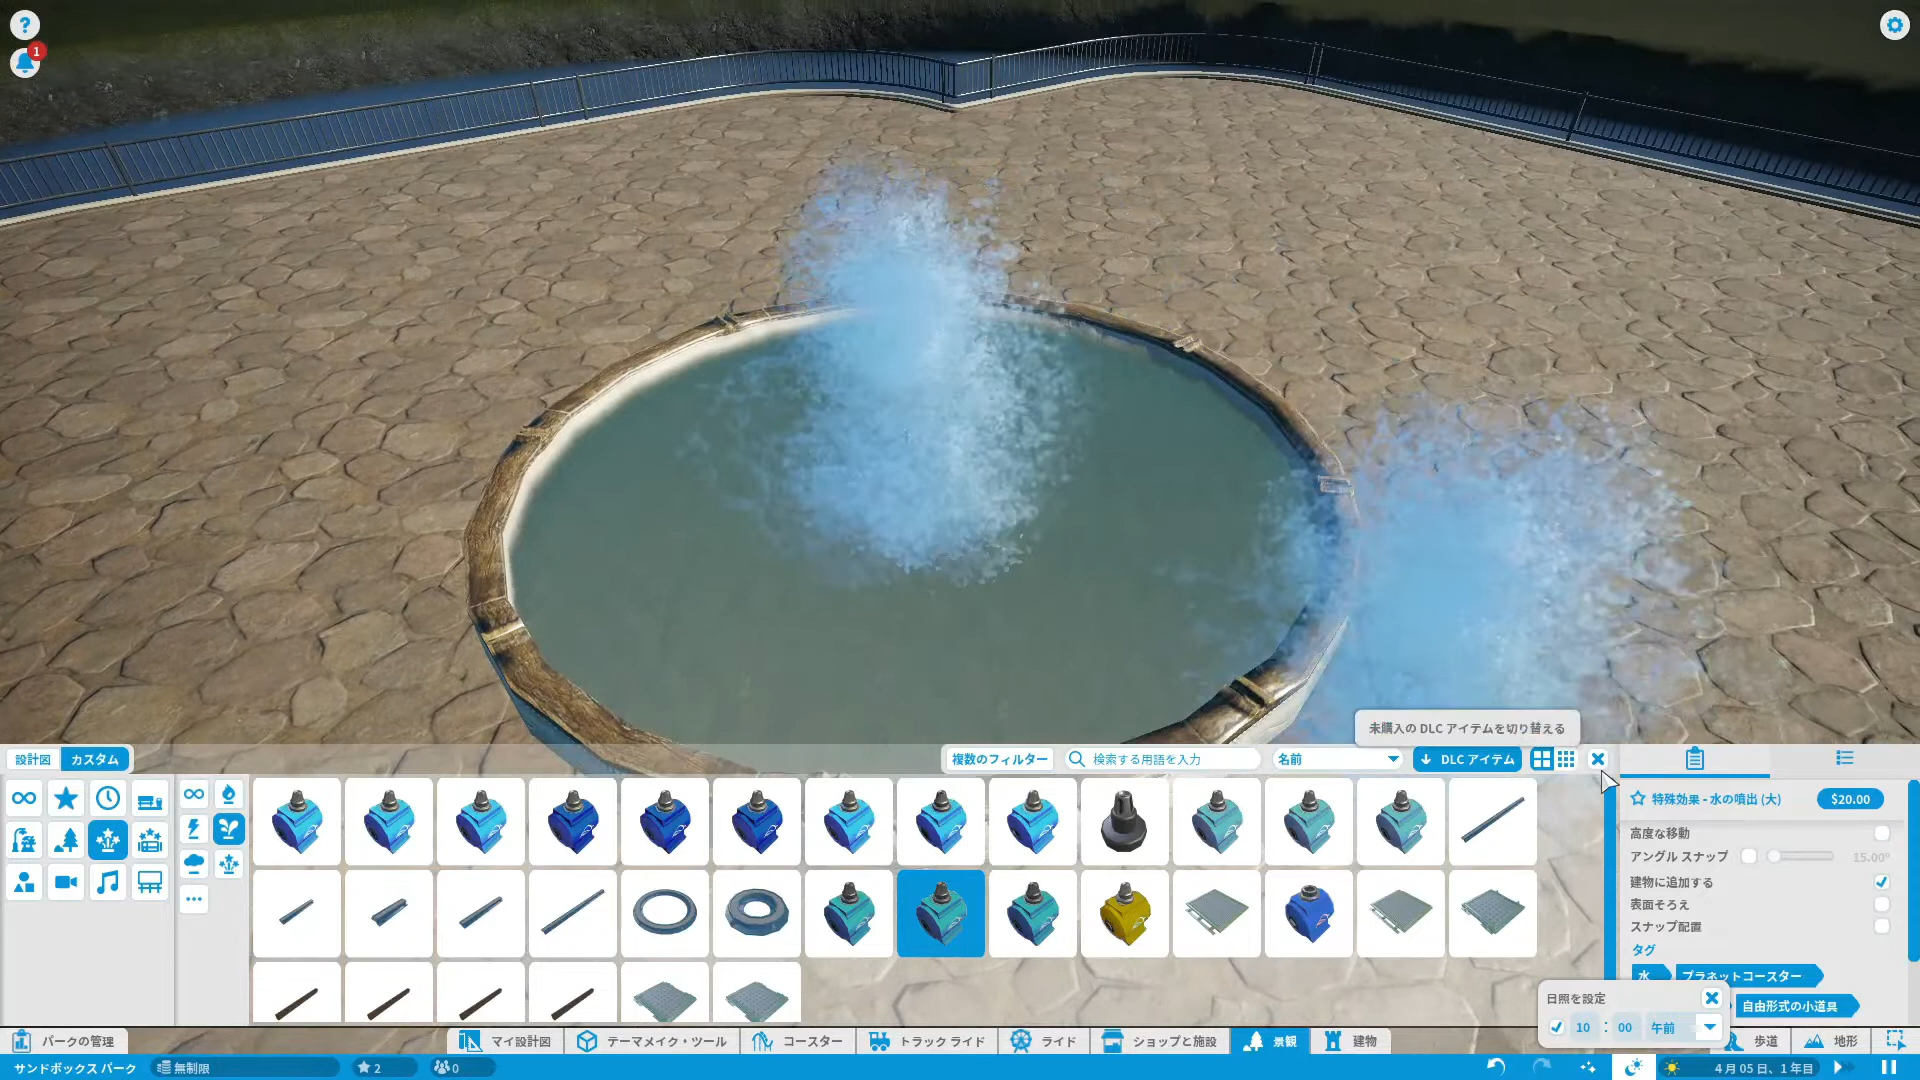 ?
1
未購入の DLC アイテムを切り替える
設計図
カスタム
複数のフィルター
検索する用語を入力
名前
DLC アイテム
特殊効果 - 水の噴出 (大)
$20.00
高度な移動
アングル スナップ
15.00°
建物に追加する
表面そろえ
スナップ配置
タグ
水
プラネットコースター
自由形式の小道具
日照を設定
10 : 00 午前
パークの管理
マイ設計図
テーマメイク・ツール
コースター
トラック ライド
ライド
ショップと施設
景観
建物
歩道
地形
サンドボックス パーク
無制限
2
0
4 月 05 日、1 年目